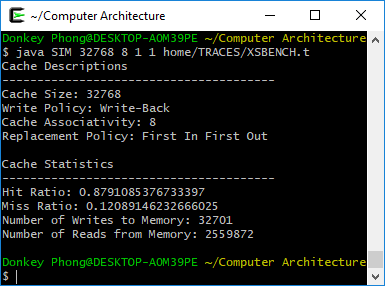 ~/Computer Architecture
Donkey Phong@DESKTOP-AOM39PE ~/Computer Architecture
$ java SIM 32768 8 1 1 home/TRACES/XSBENCH.t
Cache Descriptions
---------------------------------------
Cache Size: 32768
Write Policy: Write-Back
Cache Associativity: 8
Replacement Policy: First In First Out
Cache Statistics
---------------------------------------
Hit Ratio: 0.8791085376733397
Miss Ratio: 0.12089146232666025
Number of Writes to Memory: 32701
Number of Reads from Memory: 2559872
Donkey Phong@DESKTOP-AOM39PE ~/Computer Architecture
$